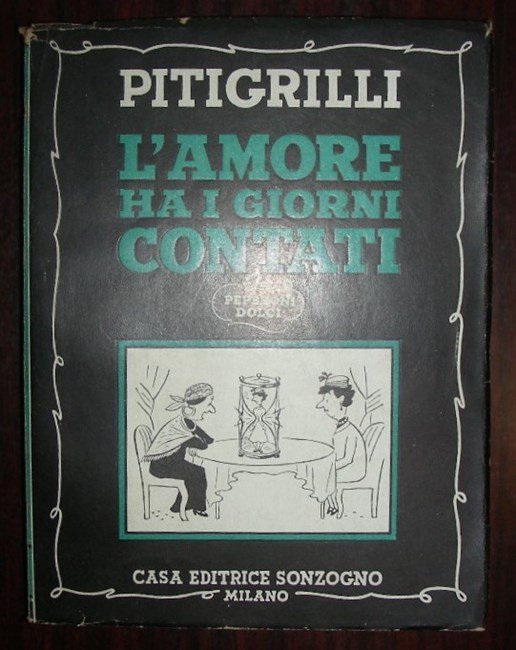 PITIGRILLI
L'AMORE
HA I GIORNI
CONTATI
PEPERONI
DOLCI
CASA EDITRICE SONZOGNO
MILANO